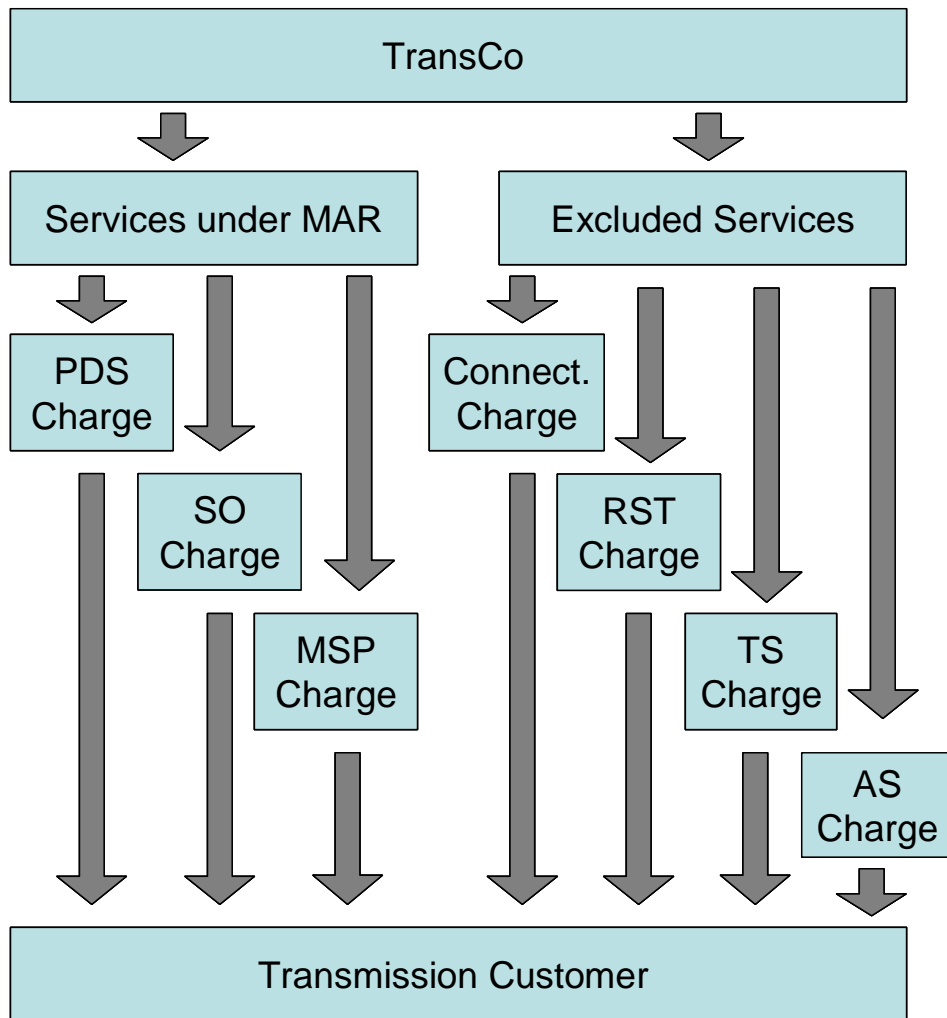 TransCo
Services under MAR
Excluded Services
PDS
Charge
Connect.
Charge
SO
Charge
RST
Charge
MSP
Charge
TS
Charge
AS
Charge
Transmission Customer